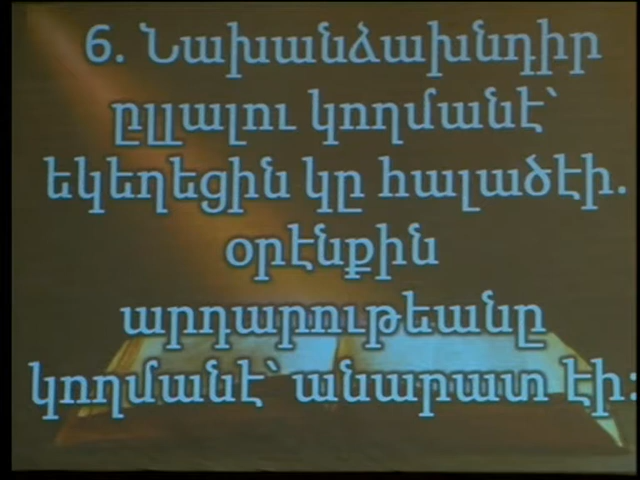 6. Նախանձախնդիր
ըլլալու կողմանէ՝
եկեղեցին կը հալածէի.
օրէնքին
արդարութեանը
կողմանէ՝ անարատ էի: